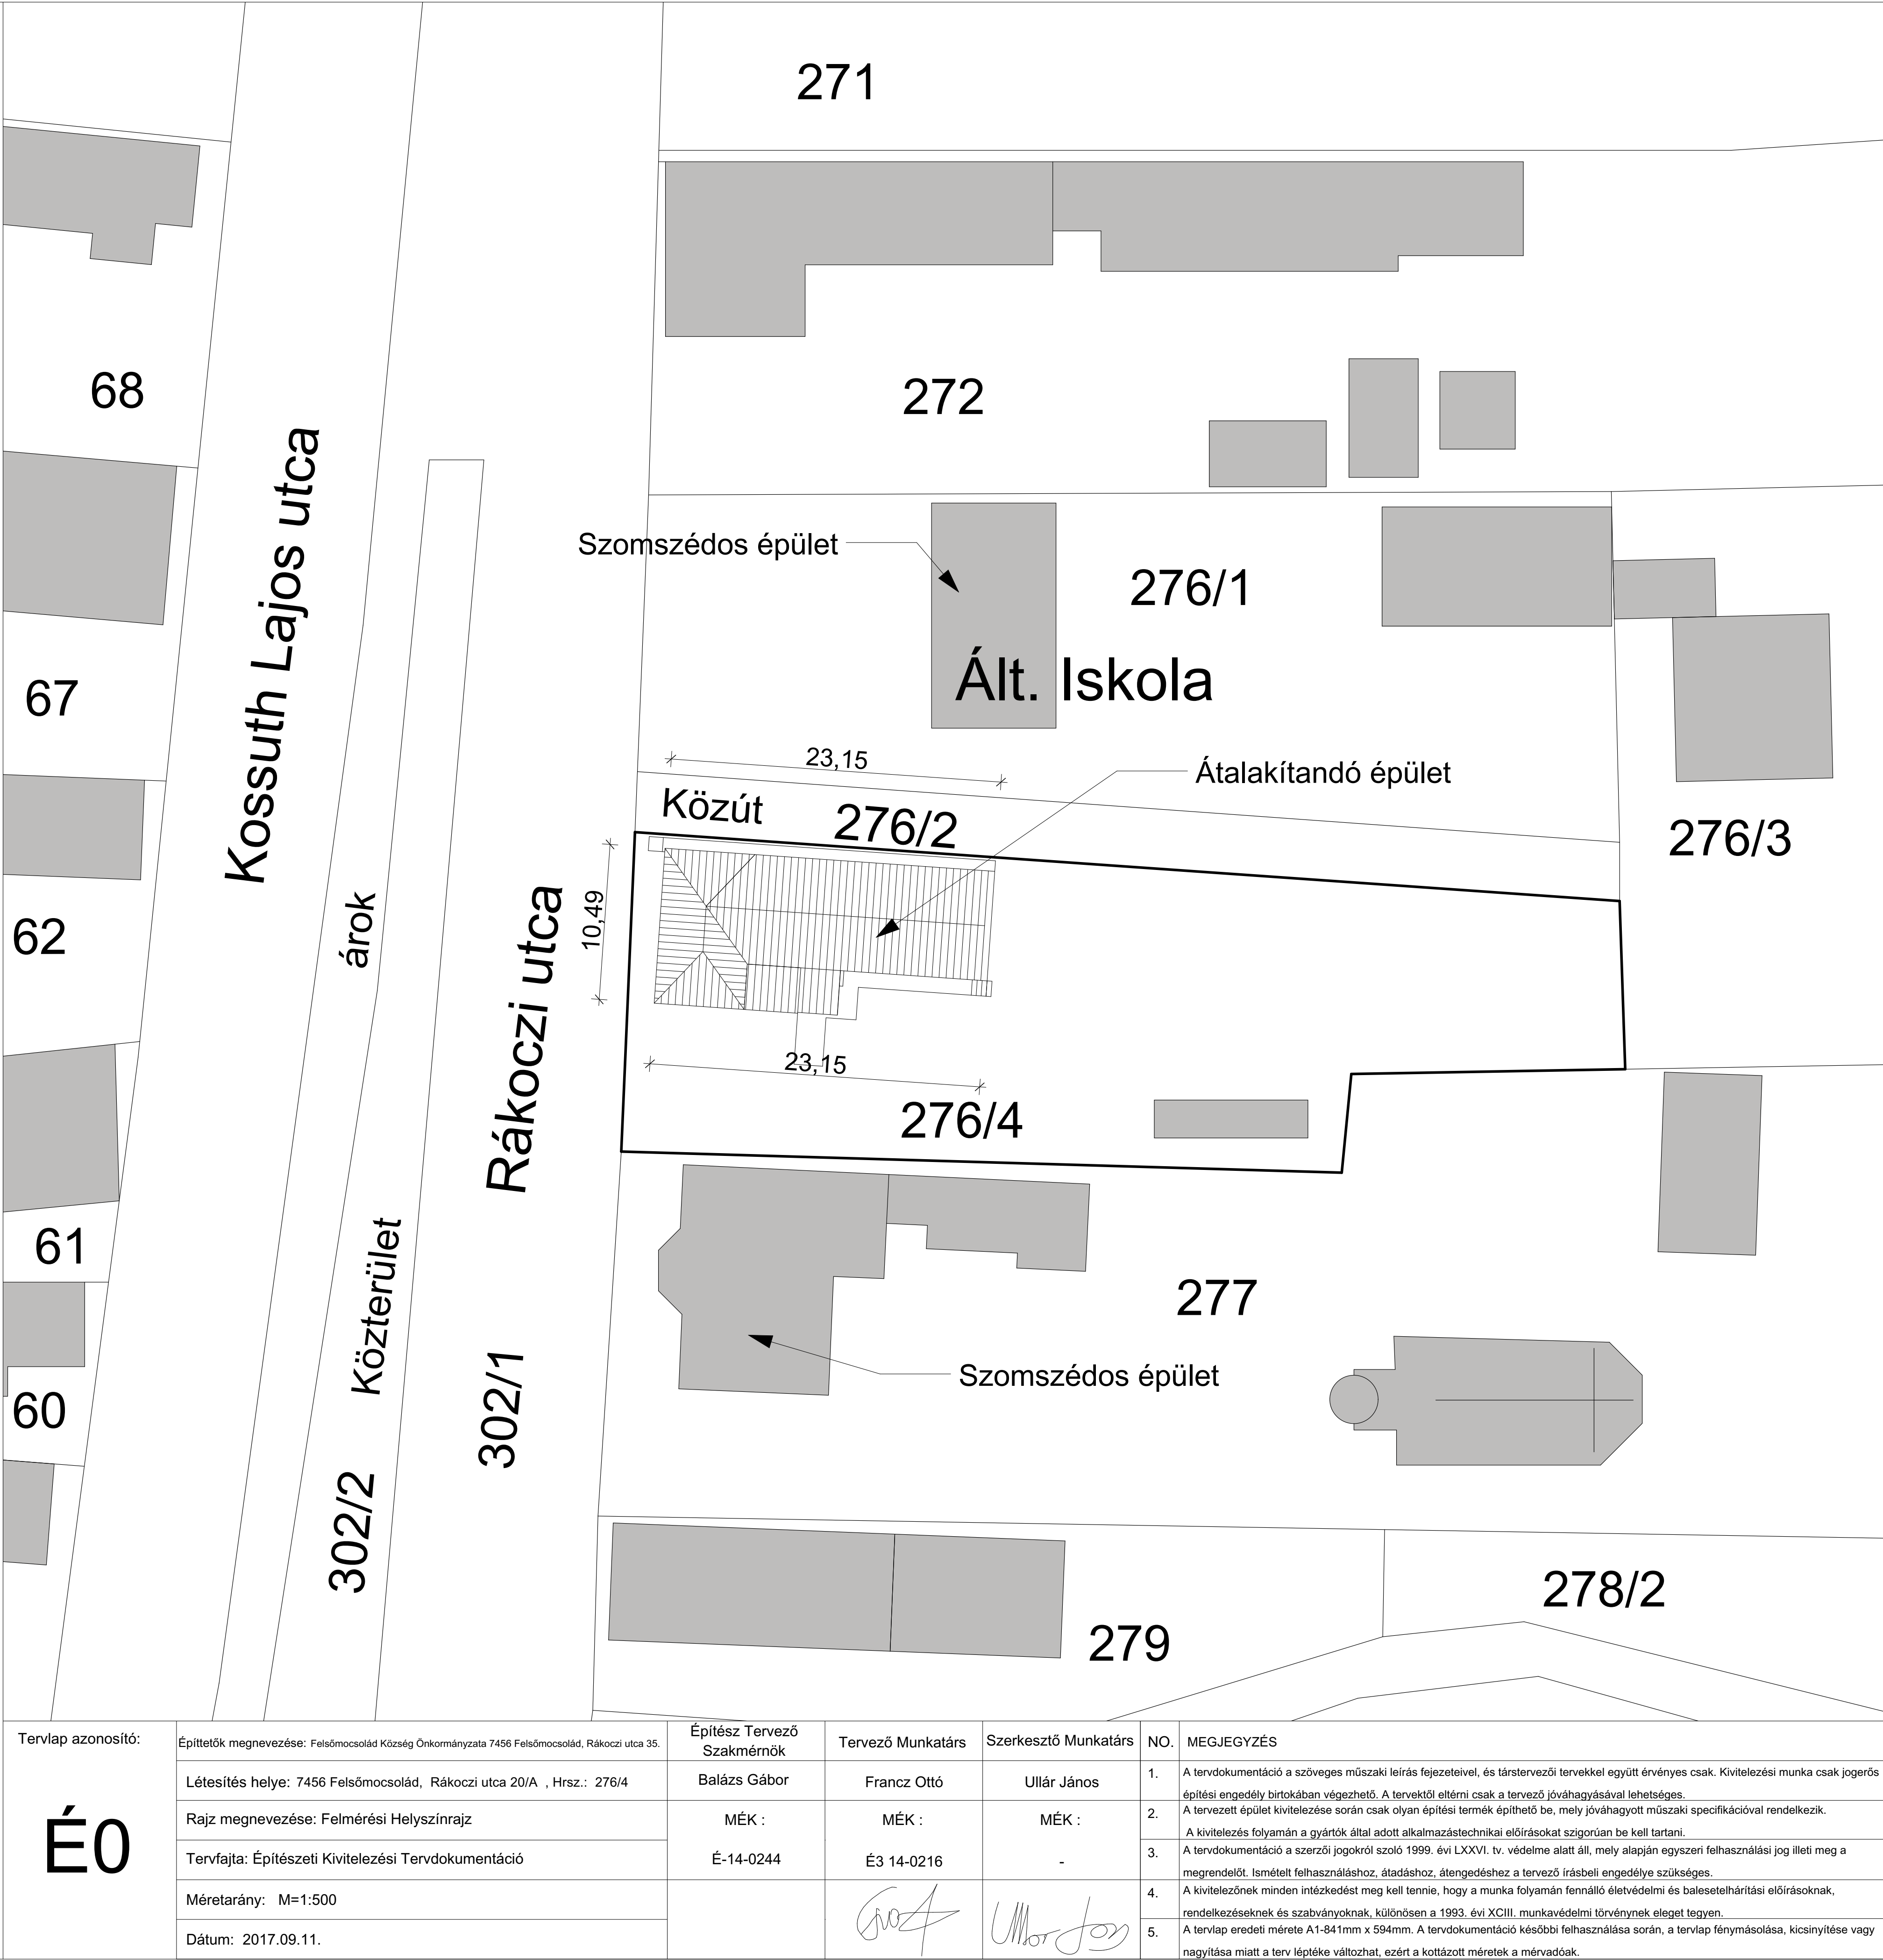 271
68
272
Kossuth Lajos utca
Szomszédos épület
276/1
Ált. Iskola
67
23,15
Átalakítandó épület
Közút
276/2
276/3
62
árok
Rákoczi utca
10,49
23,15
276/4
61
Közterület
277
302/1
Szomszédos épület
60
302/2
278/2
279
Tervlap azonosító:
É0
Építtetők megnevezése: Felsőmocsolád Község Önkormányzata 7456 Felsőmocsolád, Rákoczi utca 35.
Létesítés helye: 7456 Felsőmocsolád, Rákoczi utca 20/A , Hrsz.: 276/4
Rajz megnevezése: Felmérési Helyszínrajz
Tervfajta: Építészeti Kivitelezési Tervdokumentáció
Méretarány: M=1:500
Dátum: 2017.09.11.
Építész Tervező
Szakmérnök
Balázs Gábor
MÉK :
É-14-0244
Tervező Munkatárs
Francz Ottó
MÉK :
É3 14-0216
Szerkesztő Munkatárs
Ullár János
MÉK :
-
NO. MEGJEGYZÉS
1. A tervdokumentáció a szöveges műszaki leírás fejezeteivel, és társtervezői tervekkel együtt érvényes csak. Kivitelezési munka csak jogerős
építési engedély birtokában végezhető. A tervektől eltérni csak a tervező jóváhagyásával lehetséges.
2. A tervezett épület kivitelezése során csak olyan építési termék építhető be, mely jóváhagyott műszaki specifikációval rendelkezik.
A kivitelezés folyamán a gyártók által adott alkalmazástechnikai előírásokat szigorúan be kell tartani.
3. A tervdokumentáció a szerzői jogokról szoló 1999. évi LXXVI. tv. védelme alatt áll, mely alapján egyszeri felhasználási jog illeti meg a
megrendelőt. Ismételt felhasználáshoz, átadáshoz, átengedéshez a tervező írásbeli engedélye szükséges.
4. A kivitelezőnek minden intézkedést meg kell tennie, hogy a munka folyamán fennálló életvédelmi és balesetelhárítási előírásoknak,
rendelkezéseknek és szabványoknak, különösen a 1993. évi XCIII. munkavédelmi törvénynek eleget tegyen.
5. A tervlap eredeti mérete A1-841mm x 594mm. A tervdokumentáció későbbi felhasználása során, a tervlap fénymásolása, kicsinyítése vagy
nagyítása miatt a terv léptéke változhat, ezért a kottázott méretek a mérvadóak.